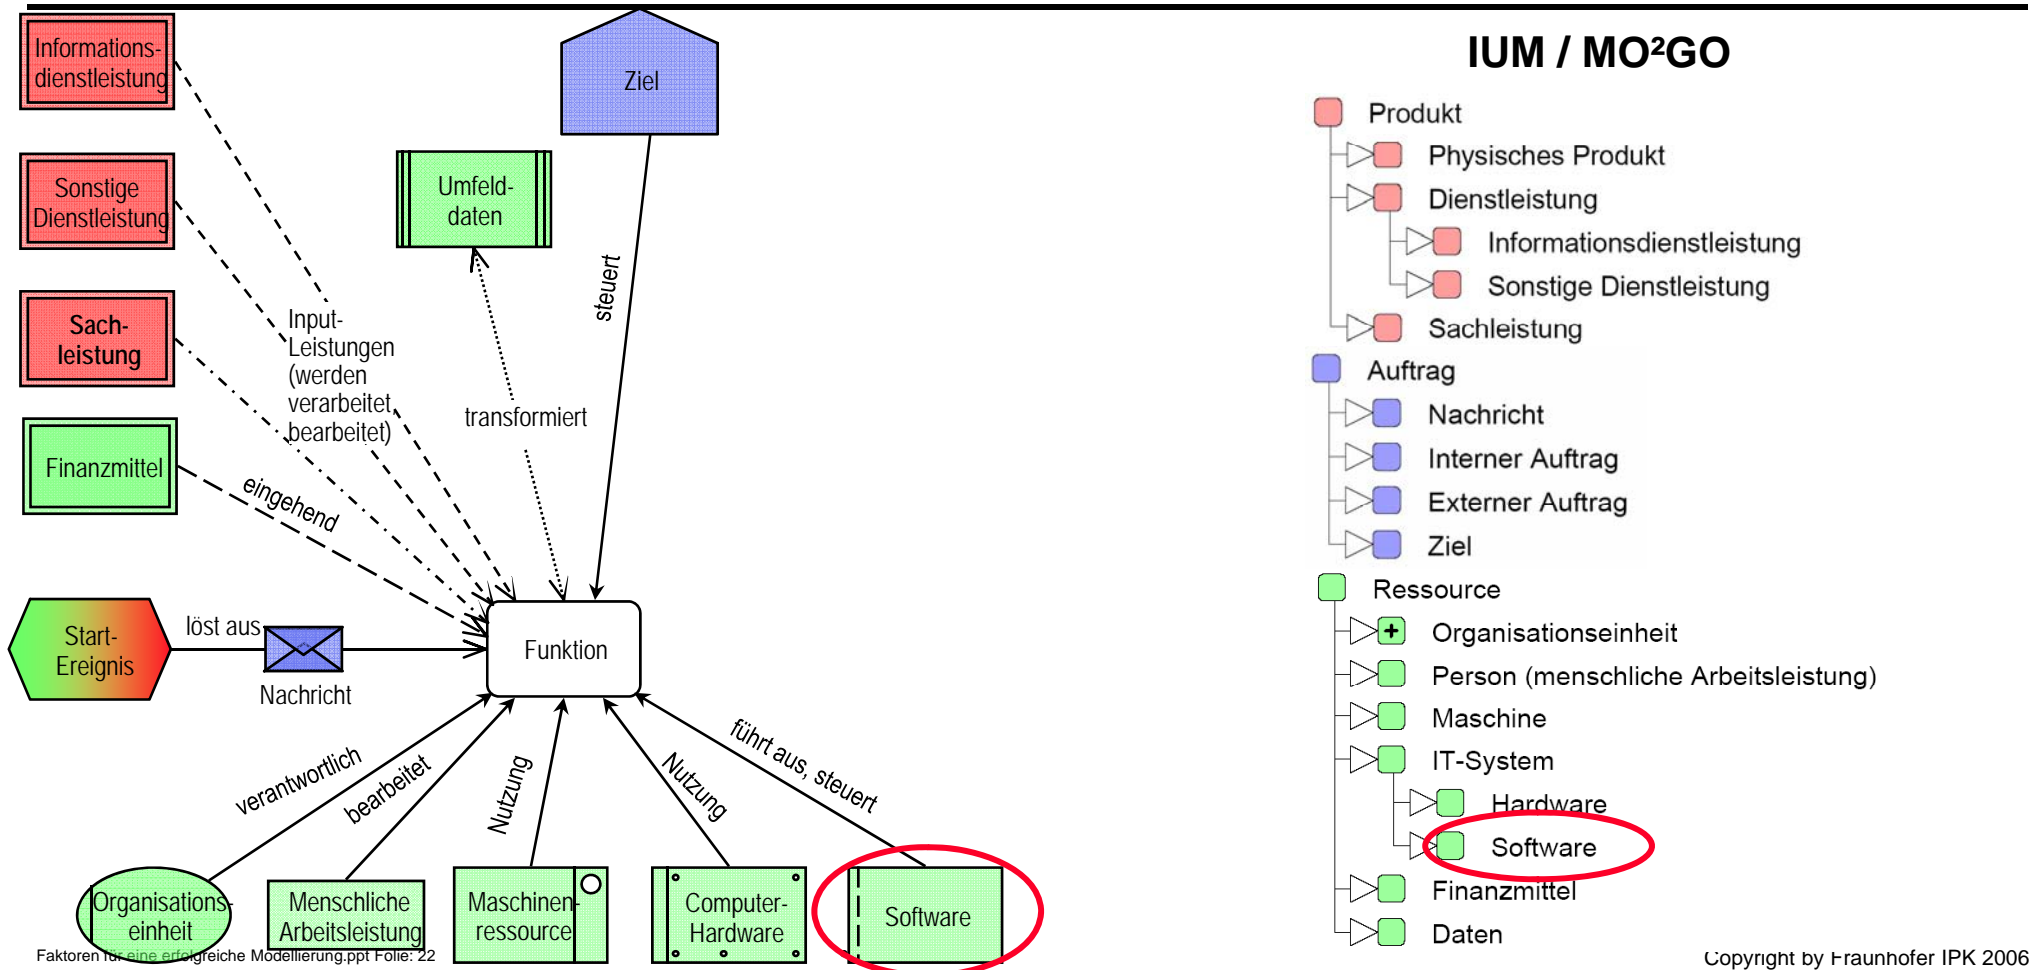 Informations-
dienstleistung
Ziel
IUM / MO²GO
Sonstige
Dienstleistung
Umfeld-
daten
Sach-
leistung
Input-
Leistungen
(werden
verarbeitet,
bearbeitet)
steuert
transformiert
Finanzmittel
eingehend
Start-
Ereignis
löst aus
Nachricht
Funktion
verantwortlich
bearbeitet
Nutzung
Nutzung
führt aus, steuert
Organisations-
einheit
Menschliche
Arbeitsleistung
Maschinen-
ressource
Computer-
Hardware
Software
Produkt
Physisches Produkt
Dienstleistung
Informationsdienstleistung
Sonstige Dienstleistung
Sachleistung
Auftrag
Nachricht
Interner Auftrag
Externer Auftrag
Ziel
Ressource
Organisationseinheit
Person (menschliche Arbeitsleistung)
Maschine
IT-System
Hardware
Software
Finanzmittel
Daten
Faktoren für eine erfolgreiche Modellierung.ppt Folie: 22
Copyright by Fraunhofer IPK 2006